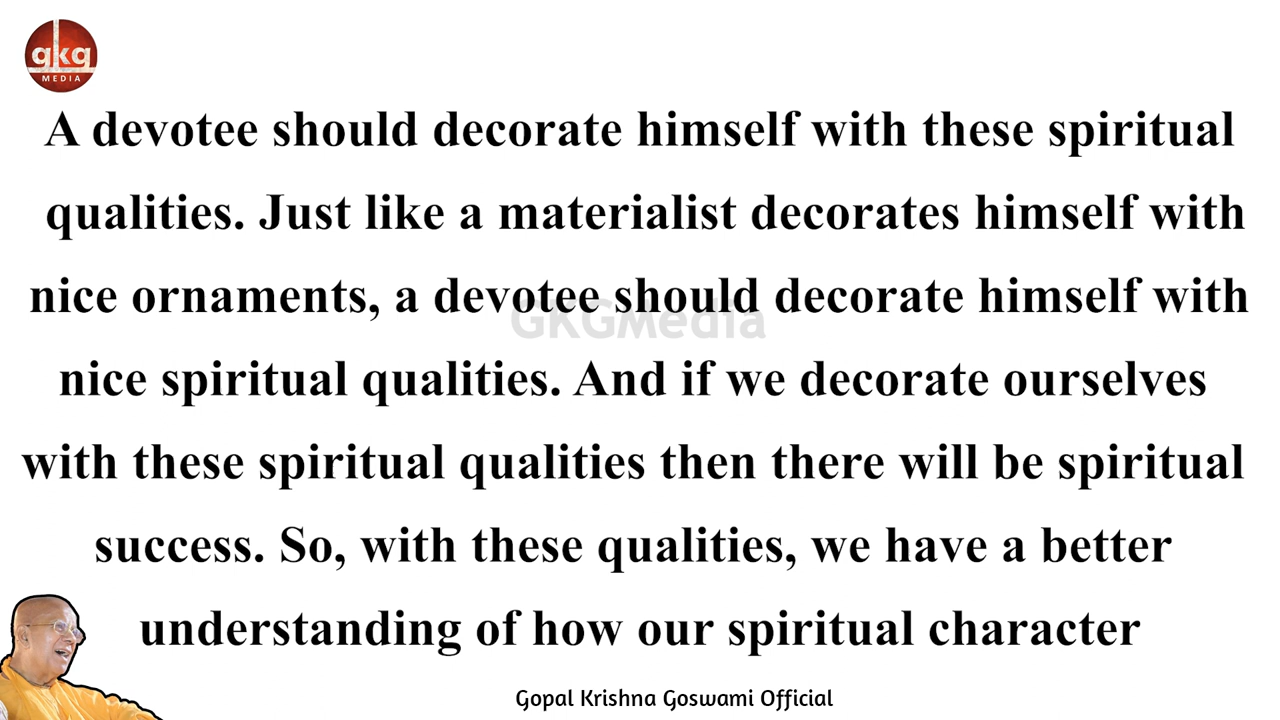 gkg
MEDIA
A devotee should decorate himself with these spiritual
qualities. Just like a materialist decorates himself with
nice ornaments, a devotee should decorate himself with
GKGMedia
nice spiritual qualities. And if we decorate ourselves
with these spiritual qualities then there will be spiritual
success. So, with these qualities, we have a better
understanding of how our spiritual character
Gopal Krishna Goswami Official